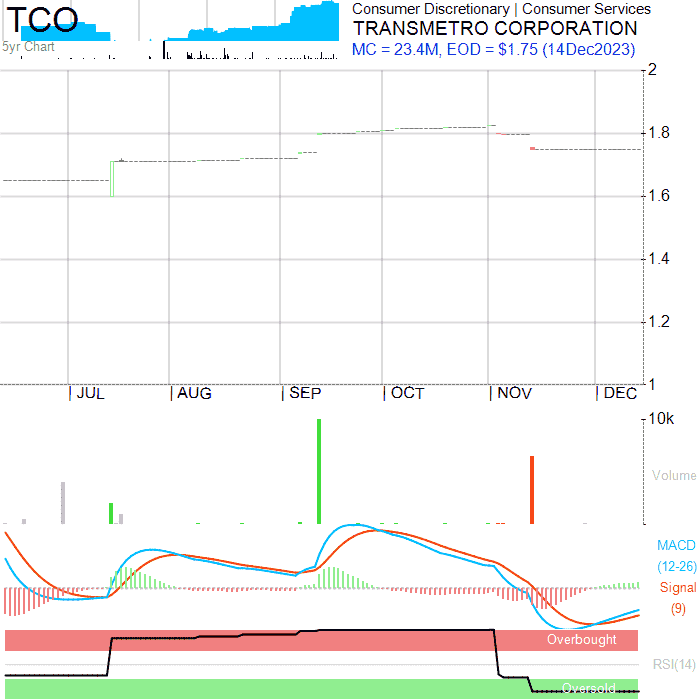 TCO
5yr Chart
Consumer Discretionary | Consumer Services
TRANSMETRO CORPORATION
MC = 23.4M, EOD = $1.75 (14Dec2023)
2
1.8
1.6
1.4
1.2
1
| JUL | AUG | SEP | OCT | NOV | DEC
10k
Volume
MACD
(12-26)
Signal
(9)
Overbought
RSI(14)
Oversold